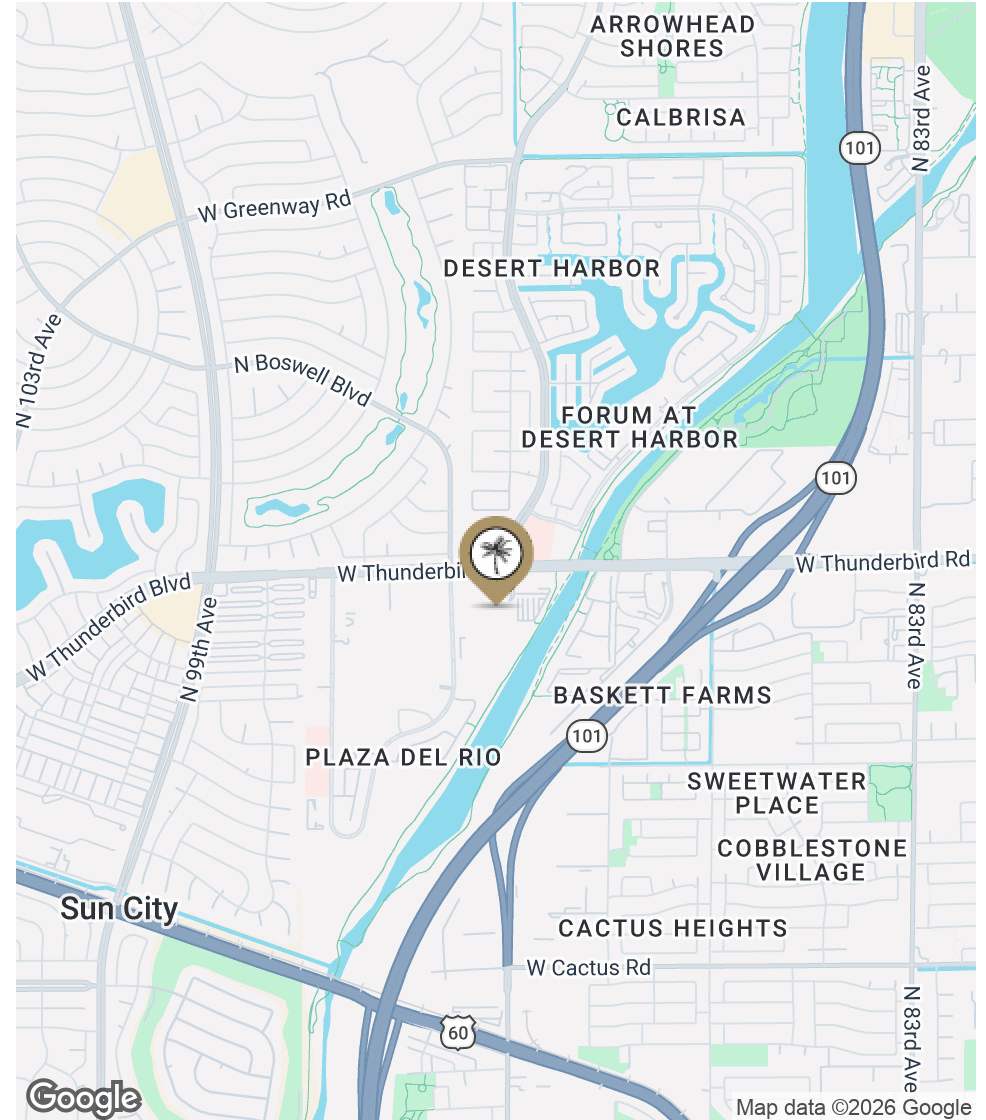 ARROWHEAD
SHORES
N 83rd Ave
CALBRISA
101
W Greenway Rd
DESERT HARBOR
N 103rd Ave
N Boswell Blvd
FORUM AT
DESERT HARBOR
101
W Thunderbi
W Thunderbird Rd
W Thunderbird Blvd
N 99th Ave
N 83rd Ave
BASKETT FARMS
101
PLAZA DEL RIO
SWEETWATER
PLACE
COBBLESTONE
VILLAGE
Sun City
CACTUS HEIGHTS
W Cactus Rd
N 83rd Ave
60
Google
Map data ©2026 Google